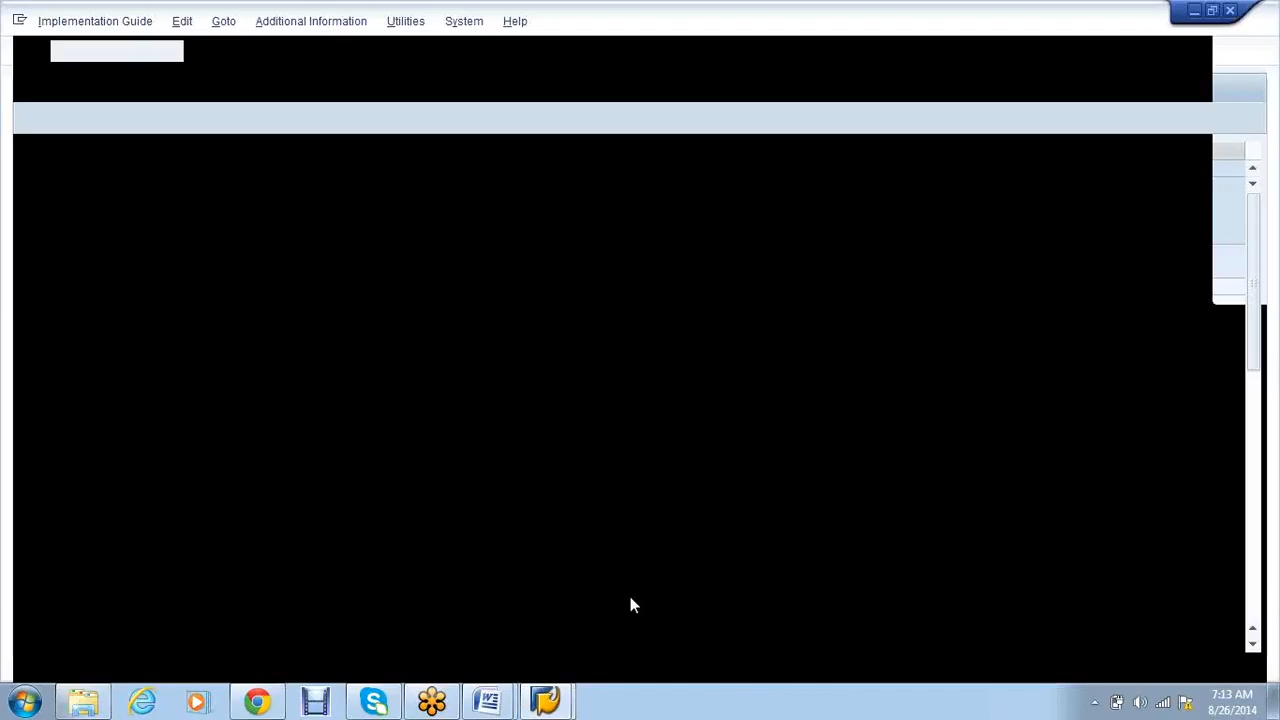 Implementation Guide Edit Goto Additional Information Utilities System Help
7:13 AM
8/26/2014